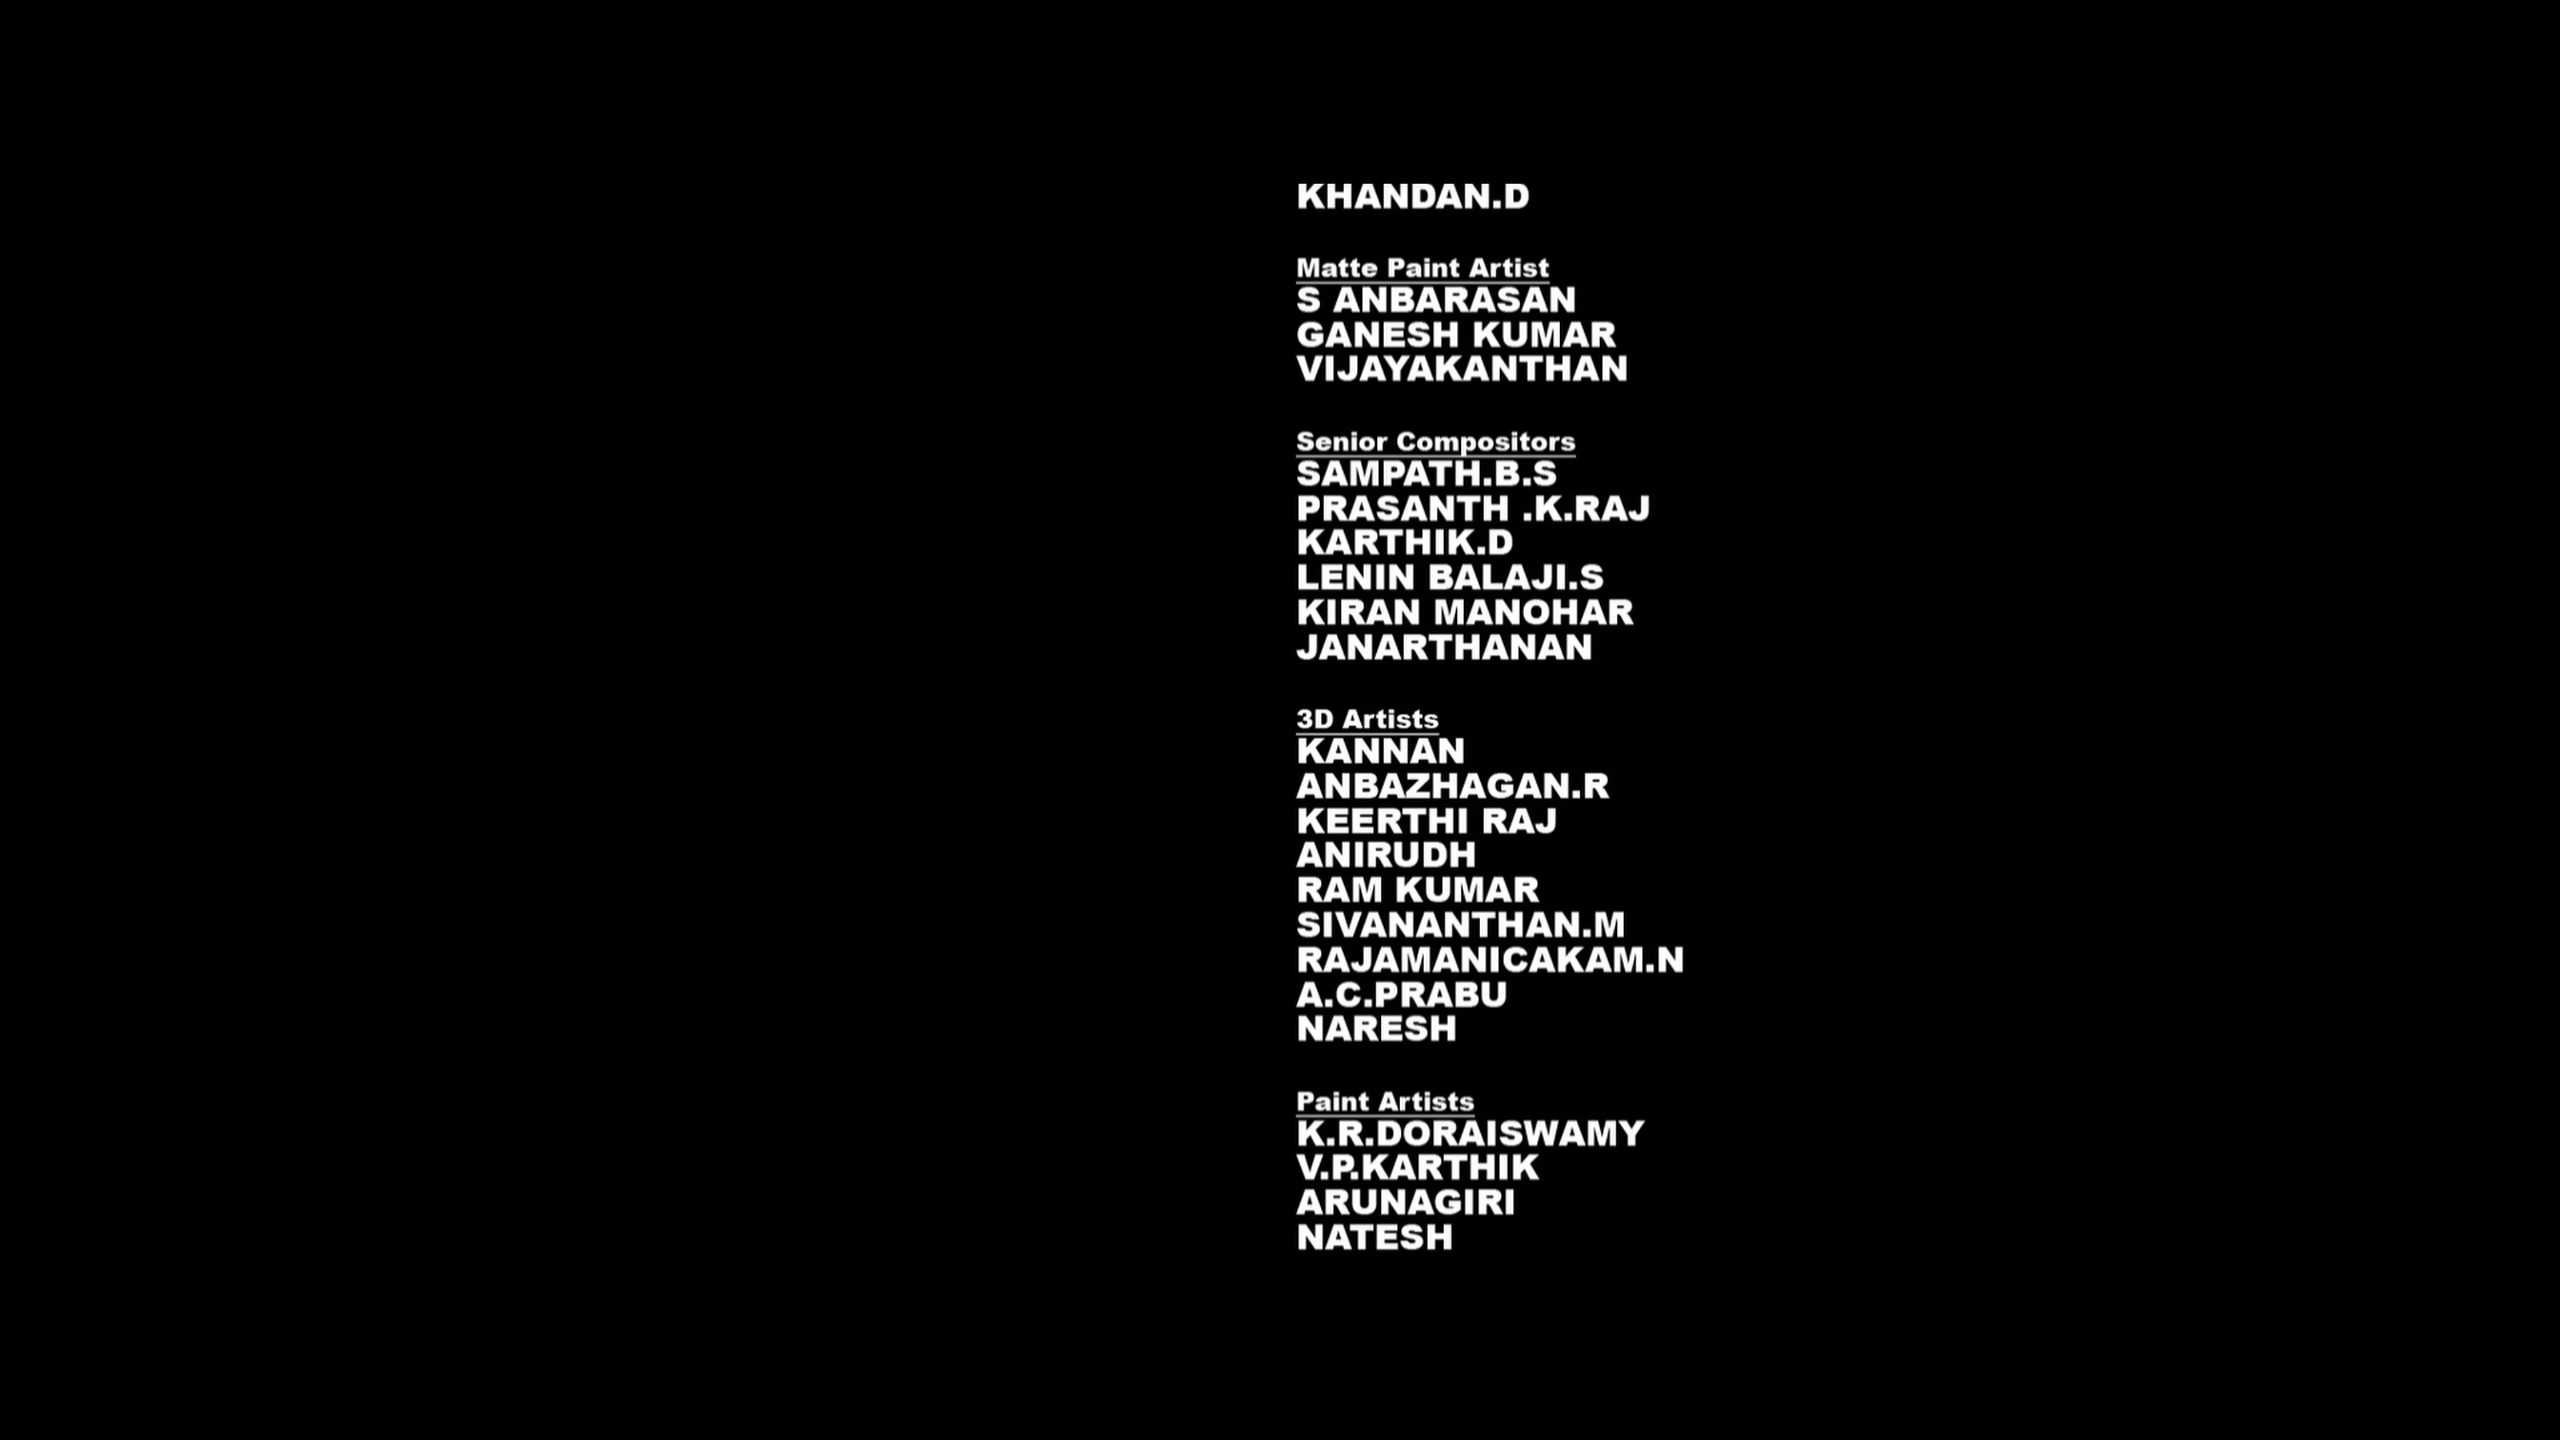 KHANDAN.D
Matte Paint Artist
S ANBARASAN
GANESH KUMAR
VIJAYAKANTHAN
Senior Compositors
SAMPATH.B.S
PRASANTH .K.RAJ
KARTHIK.D
LENIN BALAJI.S
KIRAN MANOHAR
JANARTHANAN
3D Artists
KANNAN
ANBAZHAGAN.R
KEERTHI RAJ
ANIRUDH
RAM KUMAR
SIVANANTHAN.M
RAJAMANICAKAM.N
A.C.PRABU
NARESH
Paint Artists
K.R.DORAISWAMY
V.P.KARTHIK
ARUNAGIRI
NATESH